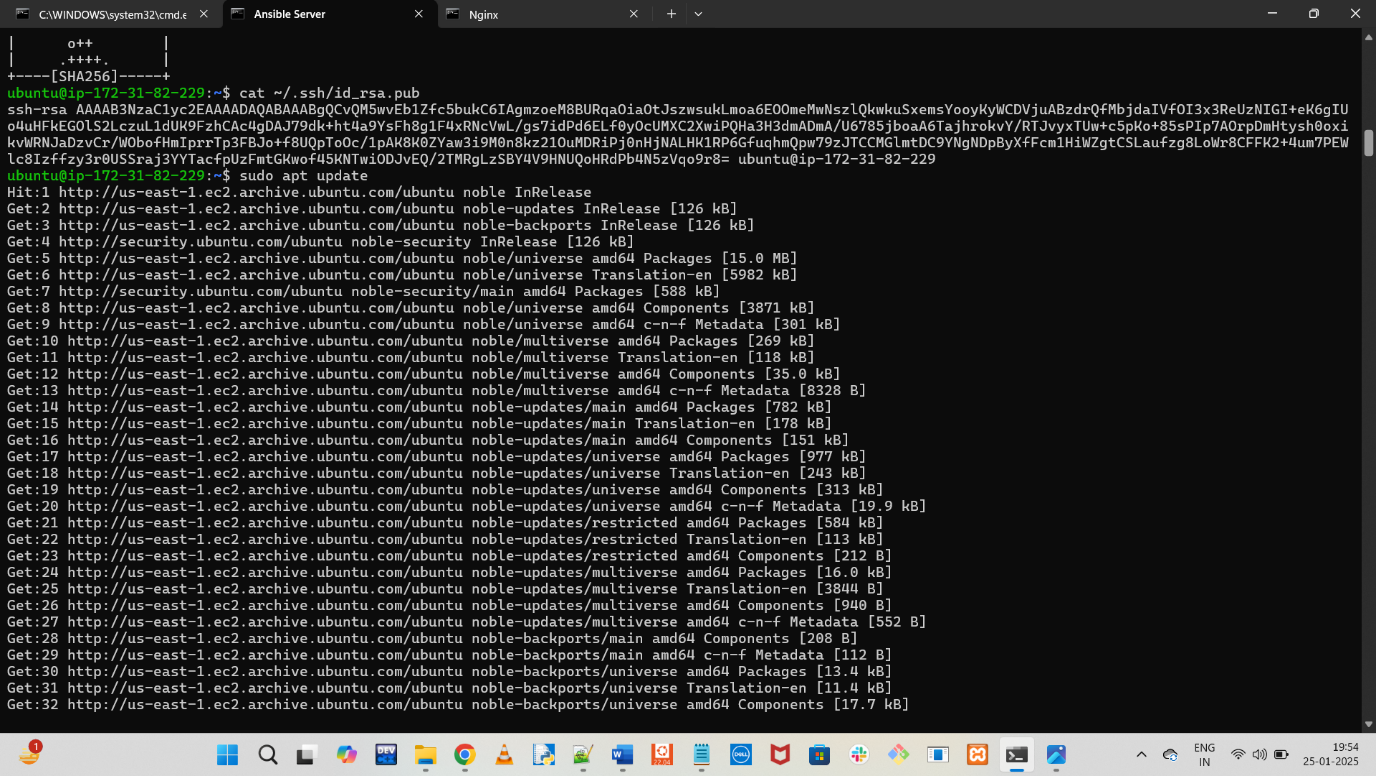 C:\WINDOWS\system32\cmd.e
Ansible Server
Nginx
|      o++        |
|     .++++.      |
+----[SHA256]-----+
ubuntu@ip-172-31-82-229:~$ cat ~/.ssh/id_rsa.pub
ssh-rsa AAAAB3NzaC1yc2EAAAADAQABAAABgQCvQM5wvEb1Zfc5bukC6IAgmzoeM8BURqaOiaOtJszwsukLmoa6EOOmeMwNszlQkwkuSxemsYooyKyWCDVjuABzdrQfMbjdaIVfOI3x3ReUzNIGI+eK6gIU
o4uHFkEGOlS2LczuL1dUK9FzhCAc4gDAJ79dk+ht4a9YsFh8g1F4xRNcVwL/gs7idPd6ELf0yOcUMXC2XwiPQHa3H3dmADmA/U6785jboaA6TajhrokvY/RTJvyxTUw+c5pKo+85sPIp7AOrpDmHtysh0oxi
kvWRNJaDzvCr/WObofHmIprrTp3FBJo+f8UQpToOc/1pAK8K0ZYaw3i9M0n8kz21OuMDRiPj0nHjNALHK1RP6GfuqhmQpw79zJTCCMGlmtDC9YNgNDpByXfFcm1HiWZgtCSLaufzg8LoWr8CFFK2+4um7PEW
lc8Izffzy3r0USSraj3YYTacfpUzFmtGKwof45KNTwiODJvEQ/2TMRgLzSBY4V9HNUQoHRdPb4N5zVqo9r8= ubuntu@ip-172-31-82-229
ubuntu@ip-172-31-82-229:~$ sudo apt update
Hit:1 http://us-east-1.ec2.archive.ubuntu.com/ubuntu noble InRelease
Get:2 http://us-east-1.ec2.archive.ubuntu.com/ubuntu noble-updates InRelease [126 kB]
Get:3 http://us-east-1.ec2.archive.ubuntu.com/ubuntu noble-backports InRelease [126 kB]
Get:4 http://security.ubuntu.com/ubuntu noble-security InRelease [126 kB]
Get:5 http://us-east-1.ec2.archive.ubuntu.com/ubuntu noble/universe amd64 Packages [15.0 MB]
Get:6 http://us-east-1.ec2.archive.ubuntu.com/ubuntu noble/universe Translation-en [5982 kB]
Get:7 http://security.ubuntu.com/ubuntu noble-security/main amd64 Packages [588 kB]
Get:8 http://us-east-1.ec2.archive.ubuntu.com/ubuntu noble/universe amd64 Components [3871 kB]
Get:9 http://us-east-1.ec2.archive.ubuntu.com/ubuntu noble/universe amd64 c-n-f Metadata [301 kB]
Get:10 http://us-east-1.ec2.archive.ubuntu.com/ubuntu noble/multiverse amd64 Packages [269 kB]
Get:11 http://us-east-1.ec2.archive.ubuntu.com/ubuntu noble/multiverse Translation-en [118 kB]
Get:12 http://us-east-1.ec2.archive.ubuntu.com/ubuntu noble/multiverse amd64 Components [35.0 kB]
Get:13 http://us-east-1.ec2.archive.ubuntu.com/ubuntu noble/multiverse amd64 c-n-f Metadata [8328 B]
Get:14 http://us-east-1.ec2.archive.ubuntu.com/ubuntu noble-updates/main amd64 Packages [782 kB]
Get:15 http://us-east-1.ec2.archive.ubuntu.com/ubuntu noble-updates/main Translation-en [178 kB]
Get:16 http://us-east-1.ec2.archive.ubuntu.com/ubuntu noble-updates/main amd64 Components [151 kB]
Get:17 http://us-east-1.ec2.archive.ubuntu.com/ubuntu noble-updates/universe amd64 Packages [977 kB]
Get:18 http://us-east-1.ec2.archive.ubuntu.com/ubuntu noble-updates/universe Translation-en [243 kB]
Get:19 http://us-east-1.ec2.archive.ubuntu.com/ubuntu noble-updates/universe amd64 Components [313 kB]
Get:20 http://us-east-1.ec2.archive.ubuntu.com/ubuntu noble-updates/universe amd64 c-n-f Metadata [19.9 kB]
Get:21 http://us-east-1.ec2.archive.ubuntu.com/ubuntu noble-updates/restricted amd64 Packages [584 kB]
Get:22 http://us-east-1.ec2.archive.ubuntu.com/ubuntu noble-updates/restricted Translation-en [113 kB]
Get:23 http://us-east-1.ec2.archive.ubuntu.com/ubuntu noble-updates/restricted amd64 Components [212 B]
Get:24 http://us-east-1.ec2.archive.ubuntu.com/ubuntu noble-updates/multiverse amd64 Packages [16.0 kB]
Get:25 http://us-east-1.ec2.archive.ubuntu.com/ubuntu noble-updates/multiverse Translation-en [3844 B]
Get:26 http://us-east-1.ec2.archive.ubuntu.com/ubuntu noble-updates/multiverse amd64 Components [940 B]
Get:27 http://us-east-1.ec2.archive.ubuntu.com/ubuntu noble-updates/multiverse amd64 c-n-f Metadata [552 B]
Get:28 http://us-east-1.ec2.archive.ubuntu.com/ubuntu noble-backports/main amd64 Components [208 B]
Get:29 http://us-east-1.ec2.archive.ubuntu.com/ubuntu noble-backports/main amd64 c-n-f Metadata [112 B]
Get:30 http://us-east-1.ec2.archive.ubuntu.com/ubuntu noble-backports/universe amd64 Packages [13.4 kB]
Get:31 http://us-east-1.ec2.archive.ubuntu.com/ubuntu noble-backports/universe Translation-en [11.4 kB]
Get:32 http://us-east-1.ec2.archive.ubuntu.com/ubuntu noble-backports/universe amd64 Components [17.7 kB]
1
DEV
22.04
DELL
ENG
IN
19:54
25-01-2025